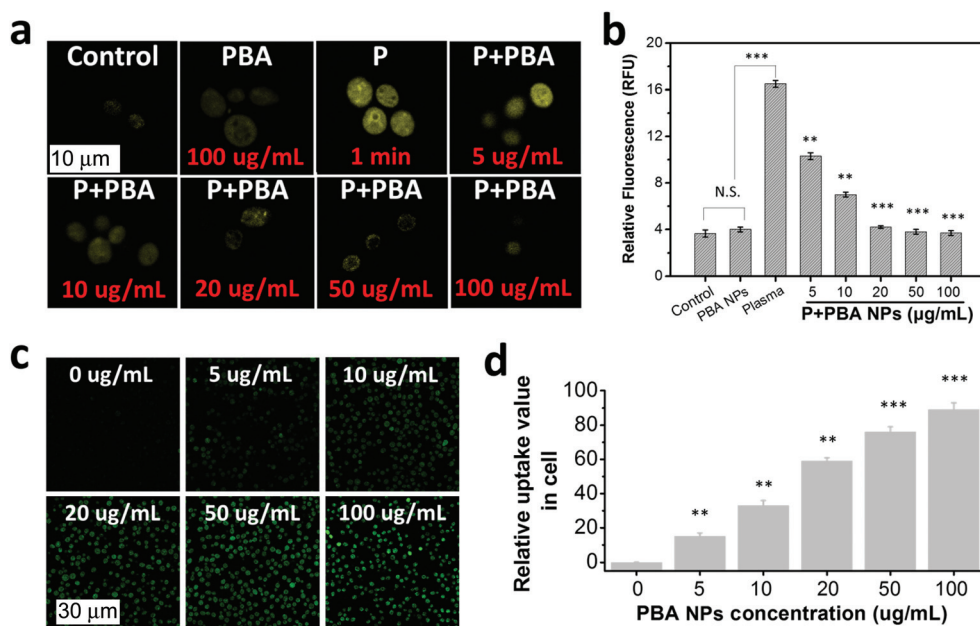 a
Control PBA P P+PBA
10 μm 100 ug/mL 1 min 5 ug/mL
P+PBA P+PBA P+PBA P+PBA
10 ug/mL 20 ug/mL 50 ug/mL 100 ug/mL
b
Relative Fluorescence (RFU)
20
16
12
8
4
0
N.S.
***
**
**
***
***
***
Control PBA NPs Plasma 5 10 20 50 100
P+PBA NPs (μg/mL)
c
0 ug/mL 5 ug/mL 10 ug/mL
20 ug/mL 50 ug/mL 100 ug/mL
30 μm
d
Relative uptake value
in cell
100
80
60
40
20
0
**
**
**
***
***
0 5 10 20 50 100
PBA NPs concentration (ug/mL)